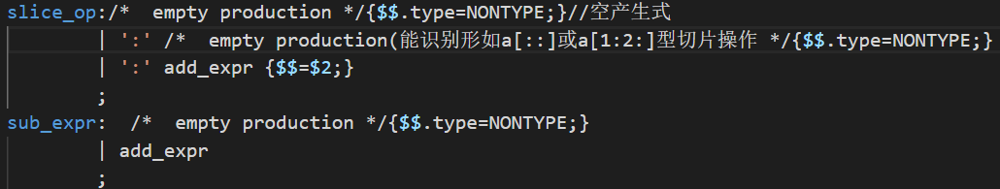 slice_op:/*  empty production */{$$.type=NONTYPE;}//空产生式
| ':' /*  empty production(能识别形如a[::]或a[1:2:]型切片操作 */{$$.type=NONTYPE;}
| ':' add_expr {$$=$2;}
;
sub_expr:  /*  empty production */{$$.type=NONTYPE;}
| add_expr
;